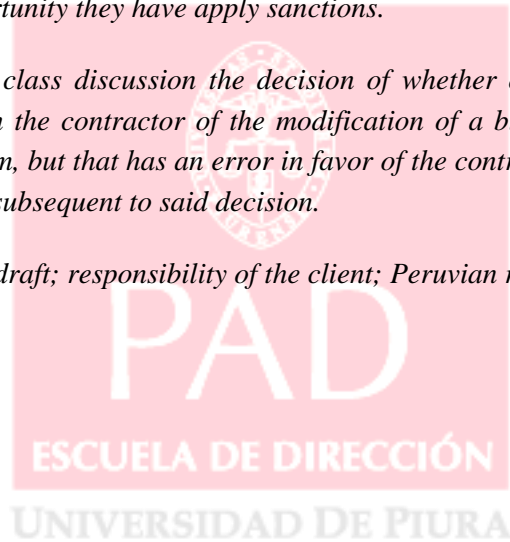 rtunity they have apply sanctions.
class discussion the decision of whether
the contractor of the modification of a b
m, but that has an error in favor of the contr
subsequent to said decision.
draft; responsibility of the client; Peruvian
PAD
ESCUELA DE DIRECCIÓN
UNIVERSIDAD DE PIURA